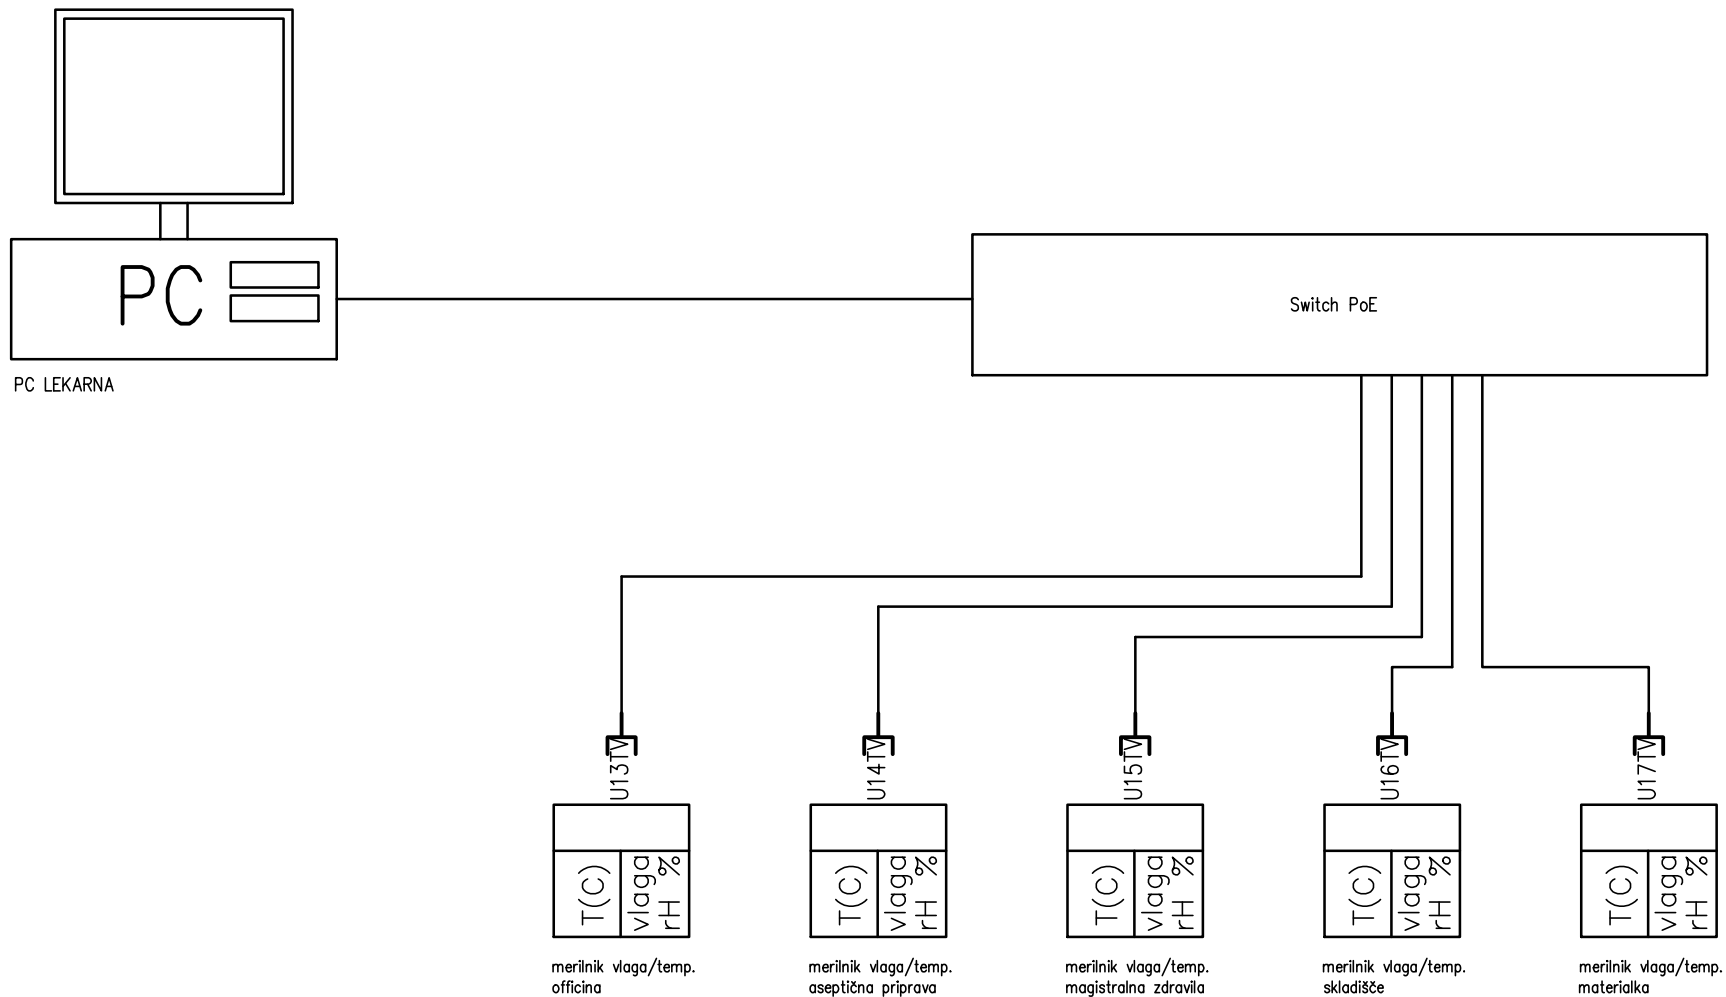 PC
PC LEKARNA
Switch PoE
U13TV
U14TV
U15TV
U16TV
U17TV
T(C)
vlaga
rH %
T(C)
vlaga
rH %
T(C)
vlaga
rH %
T(C)
vlaga
rH %
T(C)
vlaga
rH %
merilnik vlaga/temp.
officina
merilnik vlaga/temp.
aseptična priprava
merilnik vlaga/temp.
magistralna zdravila
merilnik vlaga/temp.
skladišče
merilnik vlaga/temp.
materialka